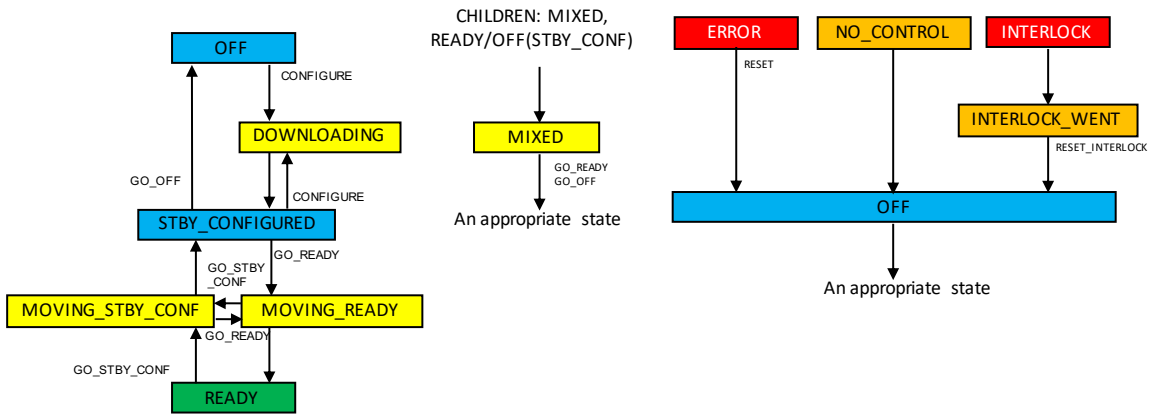 OFF
CONFIGURE
DOWNLOADING
GO_OFF
CONFIGURE
STBY_CONFIGURED
GO_READY
GO_STBY
_CONF
MOVING_STBY_CONF
MOVING_READY
GO_READY
GO_STBY_CONF
READY
CHILDREN: MIXED,
READY/OFF(STBY_CONF)
MIXED
GO_READY
GO_OFF
An appropriate state
ERROR
NO_CONTROL
INTERLOCK
RESET
INTERLOCK_WENT
RESET_INTERLOCK
OFF
An appropriate state